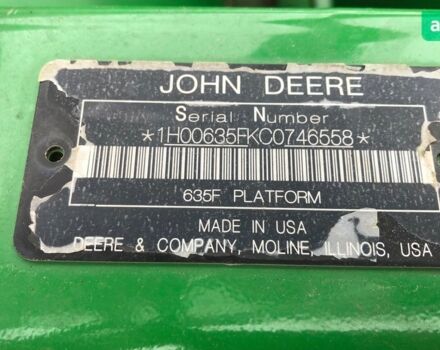 JOHN DEERE
Serial Number
*1H00635FKC0746558*
635F PLATFORM
MADE IN USA
DEERE & COMPANY, MOLINE, ILLINOIS, USA